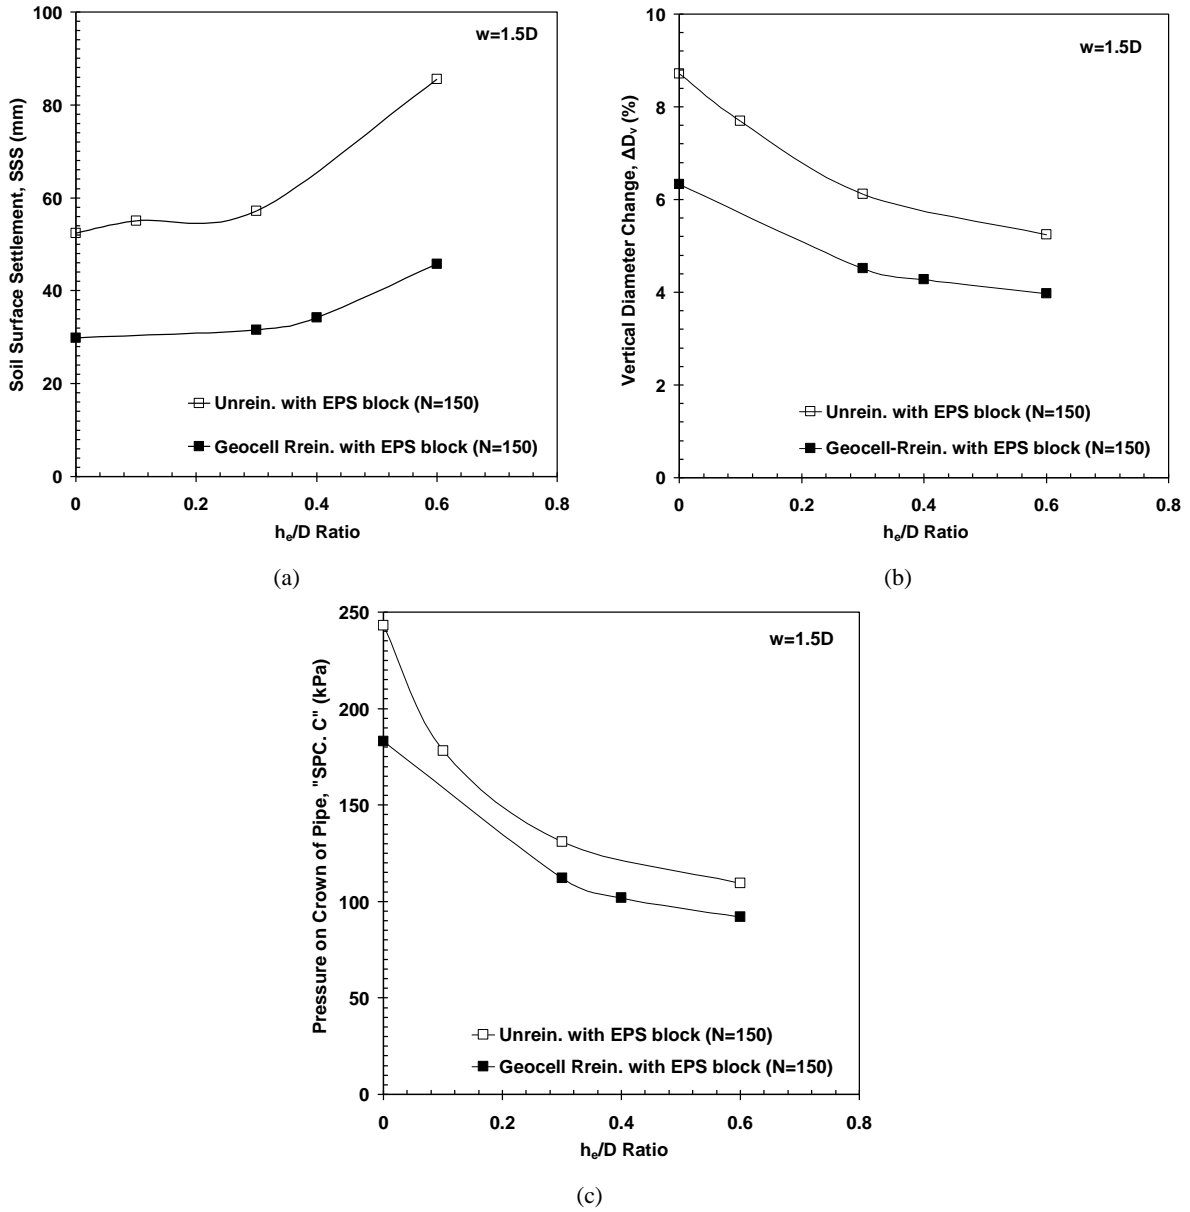 w=1.5D
Soil Surface Settlement, SSS (mm)
100
80
60
40
20
0
Unrein. with EPS block (N=150)
Geocell Rrein. with EPS block (N=150)
0 0.2 0.4 0.6 0.8
hₑ/D Ratio
(a)
w=1.5D
Vertical Diameter Change, ΔDᵥ (%)
10
8
6
4
2
0
Unrein. with EPS block (N=150)
Geocell-Rrein. with EPS block (N=150)
0 0.2 0.4 0.6 0.8
hₑ/D Ratio
(b)
w=1.5D
Pressure on Crown of Pipe, "SPC. C" (kPa)
250
200
150
100
50
0
Unrein. with EPS block (N=150)
Geocell Rrein. with EPS block (N=150)
0 0.2 0.4 0.6 0.8
hₑ/D Ratio
(c)